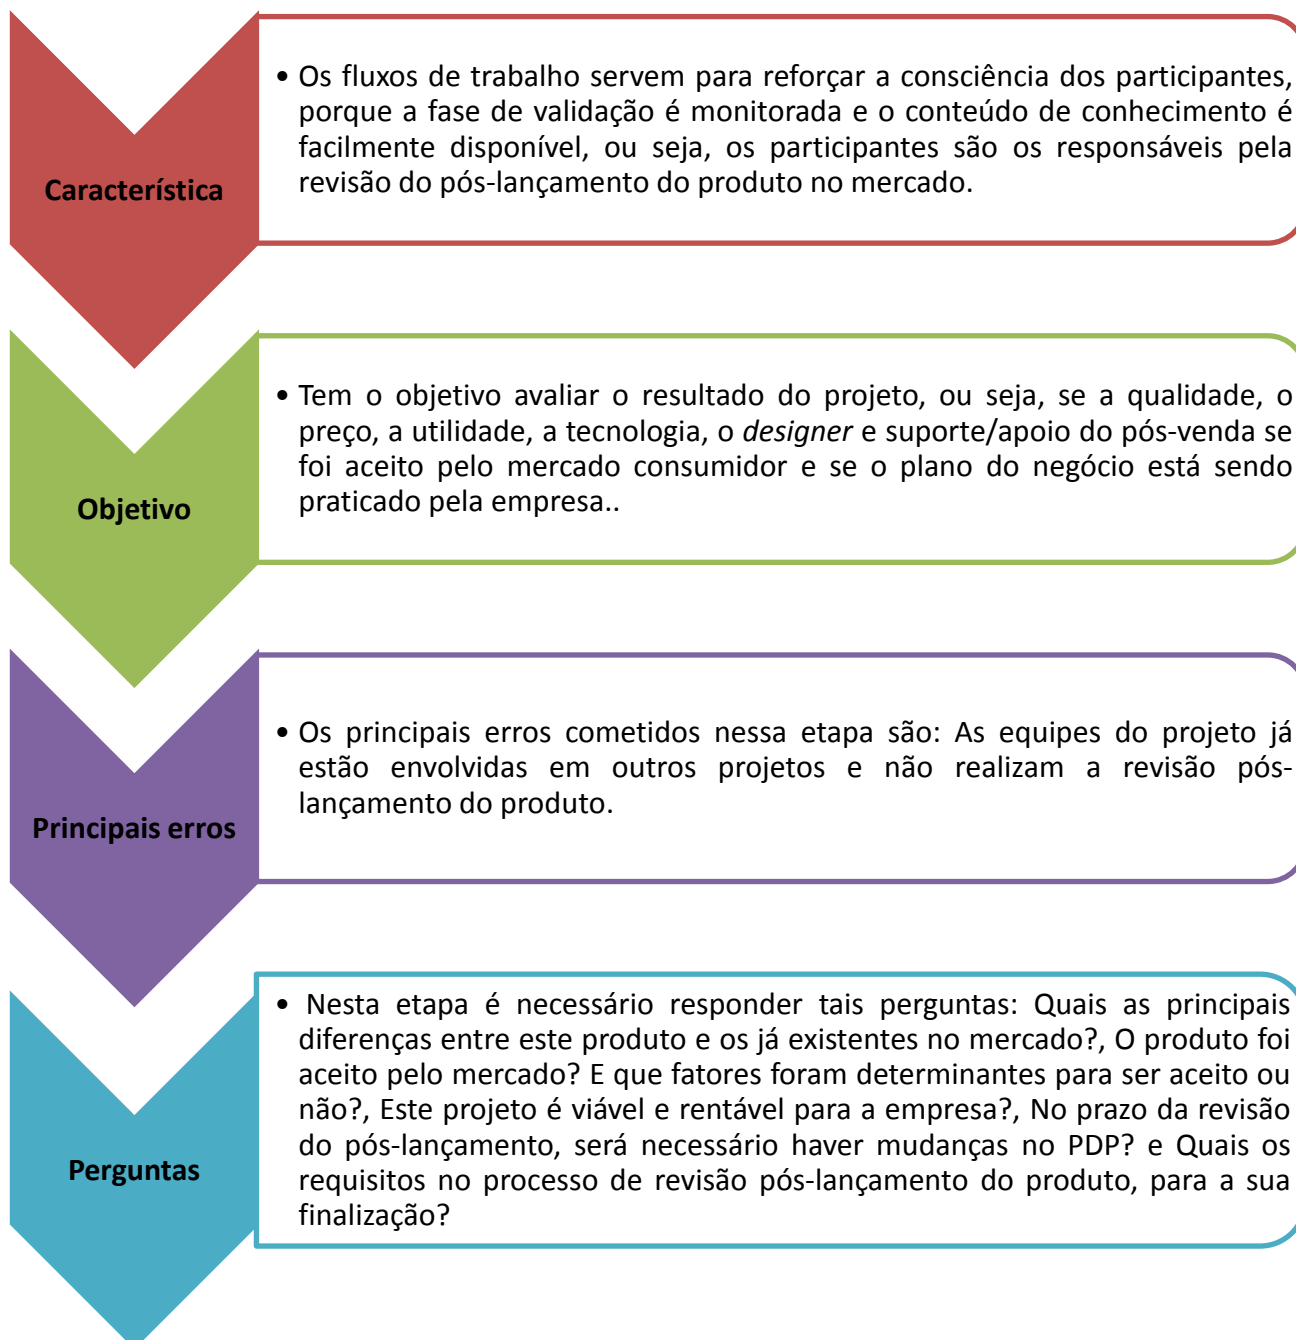 Característica
• Os fluxos de trabalho servem para reforçar a consciência dos participantes,
porque a fase de validação é monitorada e o conteúdo de conhecimento é
facilmente disponível, ou seja, os participantes são os responsáveis pela
revisão do pós-lançamento do produto no mercado.
Objetivo
• Tem o objetivo avaliar o resultado do projeto, ou seja, se a qualidade, o
preço, a utilidade, a tecnologia, o designer e suporte/apoio do pós-venda se
foi aceito pelo mercado consumidor e se o plano do negócio está sendo
praticado pela empresa..
Principais erros
• Os principais erros cometidos nessa etapa são: As equipes do projeto já
estão envolvidas em outros projetos e não realizam a revisão pós-
lançamento do produto.
Perguntas
• Nesta etapa é necessário responder tais perguntas: Quais as principais
diferenças entre este produto e os já existentes no mercado?, O produto foi
aceito pelo mercado? E que fatores foram determinantes para ser aceito ou
não?, Este projeto é viável e rentável para a empresa?, No prazo da revisão
do pós-lançamento, será necessário haver mudanças no PDP? e Quais os
requisitos no processo de revisão pós-lançamento do produto, para a sua
finalização?